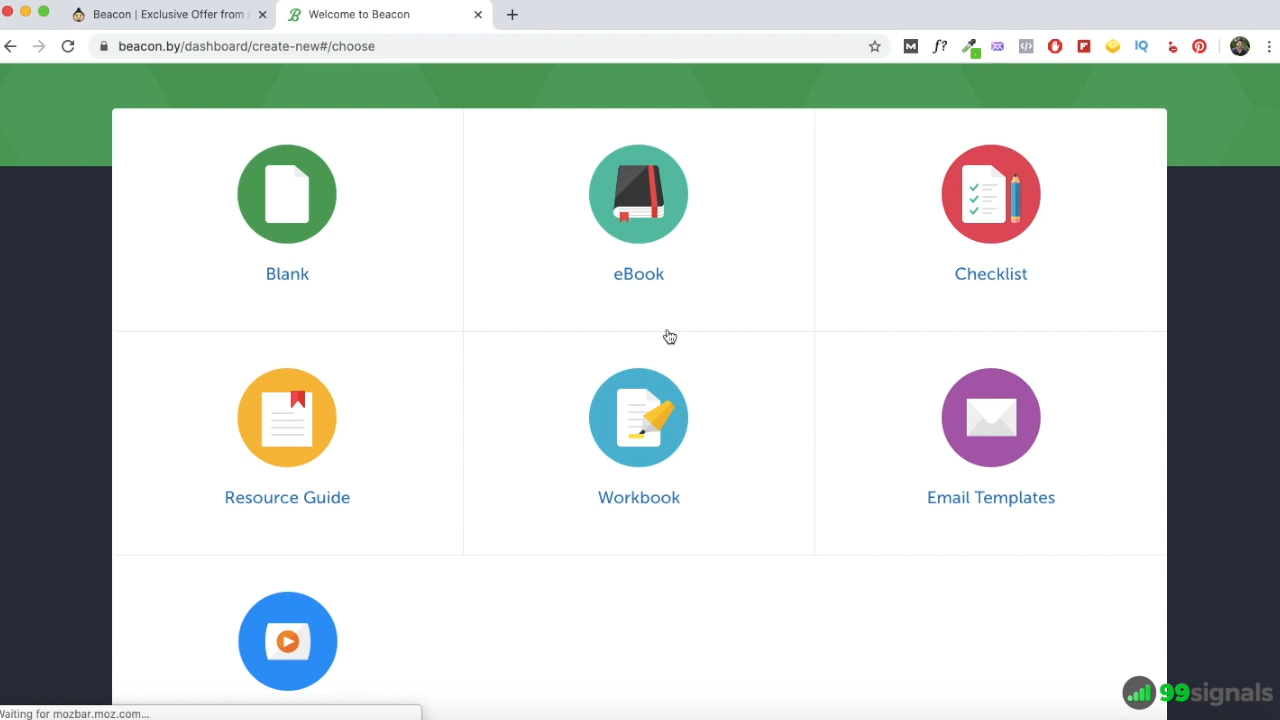 Beacon | Exclusive Offer from
Welcome to Beacon
beacon.by/dashboard/create-new#/choose
Blank
eBook
Checklist
Resource Guide
Workbook
Email Templates
Waiting for mozbar.moz.com...
99signals